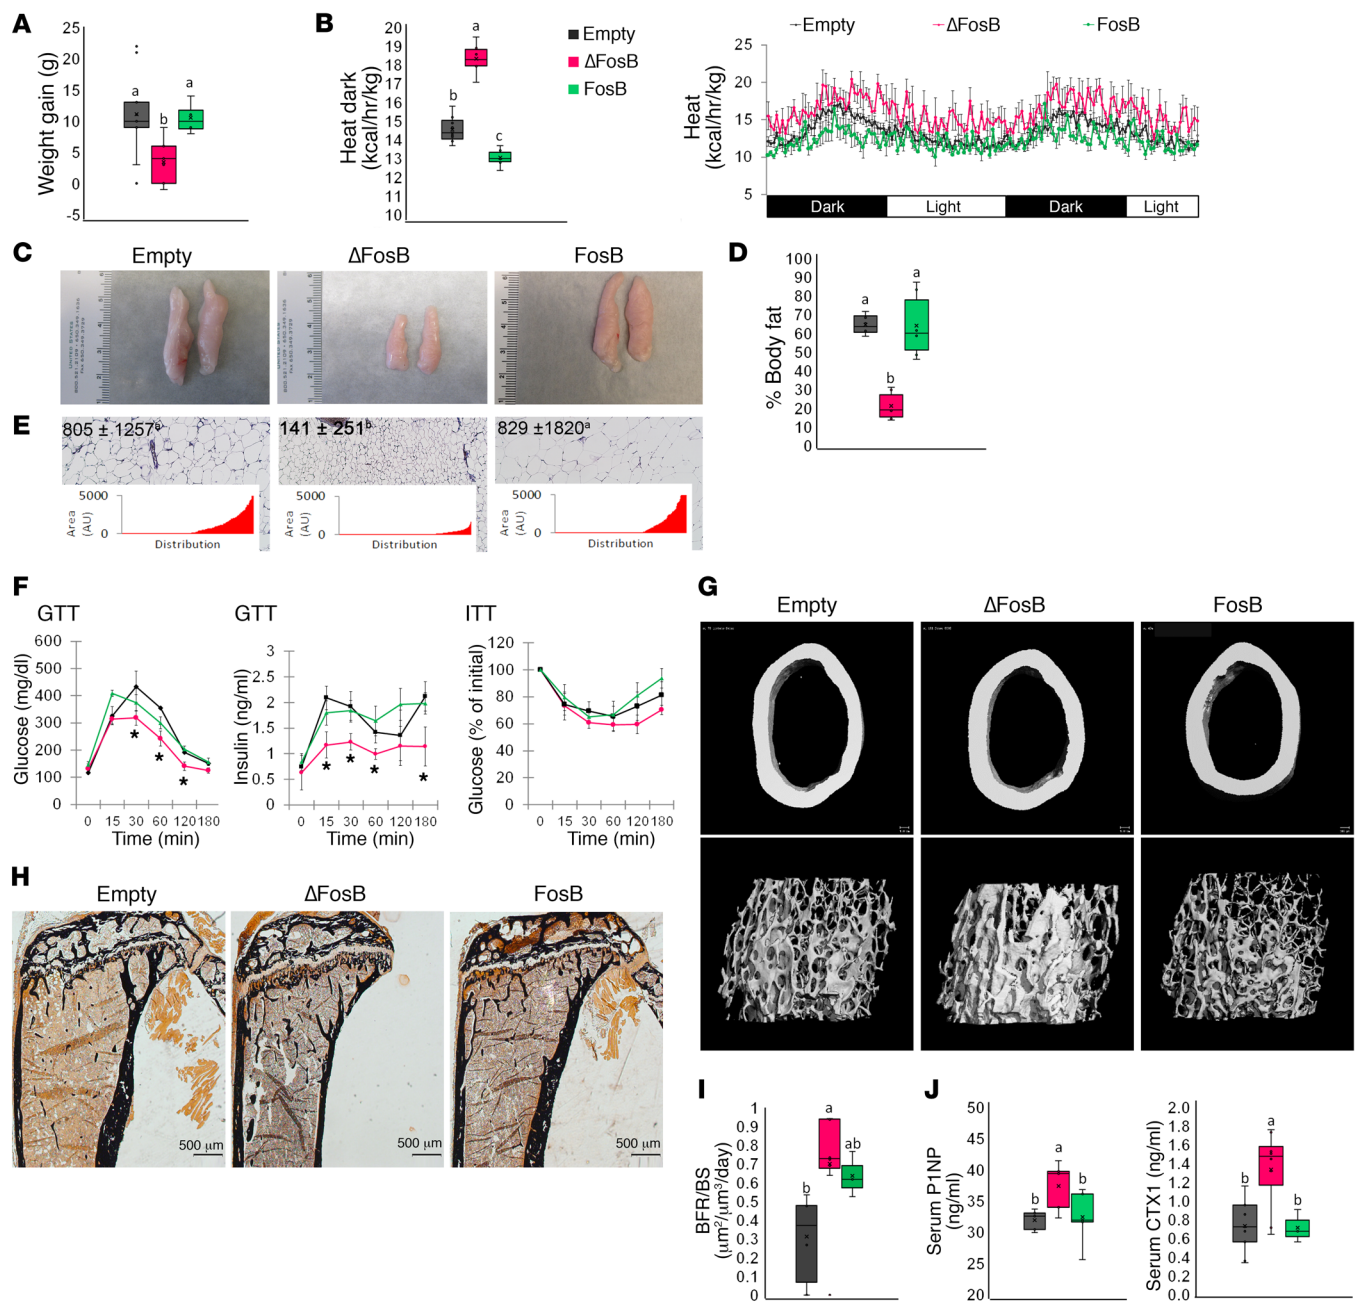 A
Weight gain (g)
25
20
15
10
5
0
-5
a
b
a
B
Heat dark
(kcal/hr/kg)
20
19
19
18
17
16
15
14
13
12
11
10
b
a
c
Empty
ΔFosB
FosB
Empty
ΔFosB
FosB
Heat
(kcal/hr/kg)
25
20
15
10
5
Dark
Light
Dark
Light
C
Empty
ΔFosB
FosB
D
% Body fat
100
90
80
70
60
50
40
30
20
10
0
a
b
a
E
805 ± 1257a
141 ± 251b
829 ±1820a
5000
Area
(AU)
0
Distribution
5000
Area
(AU)
0
Distribution
5000
Area
(AU)
0
Distribution
F
GTT
Glucose (mg/dl)
600
500
400
300
200
100
0
*
*
*
0 15 30 60 120 180
Time (min)
GTT
Insulin (ng/ml)
3
2.5
2
1.5
1
0.5
0
*
*
*
*
0 15 30 60 120 180
Time (min)
ITT
Glucose (% of initial)
120
100
80
60
40
20
0
0 15 30 60 120 180
Time (min)
G
Empty
ΔFosB
FosB
H
Empty
ΔFosB
FosB
500 µm
500 µm
500 µm
I
BFR/BS
(µm²/µm³/day)
1
0.9
0.8
0.7
0.6
0.5
0.4
0.3
0.2
0.1
0
b
a
ab
J
Serum P1NP
(ng/ml)
50
45
40
35
30
25
20
b
a
b
Serum CTX1 (ng/ml)
2.0
1.8
1.6
1.4
1.2
1.0
0.8
0.6
0.4
0.2
0.0
b
a
b